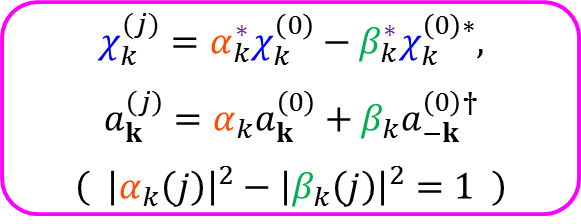 χ_k^(j) = α_k^* χ_k^(0) − β_k^* χ_k^(0)*,
a_𝐤^(j) = α_k a_𝐤^(0) + β_k a_−𝐤^(0)†
( |α_k(j)|² − |β_k(j)|² = 1 )